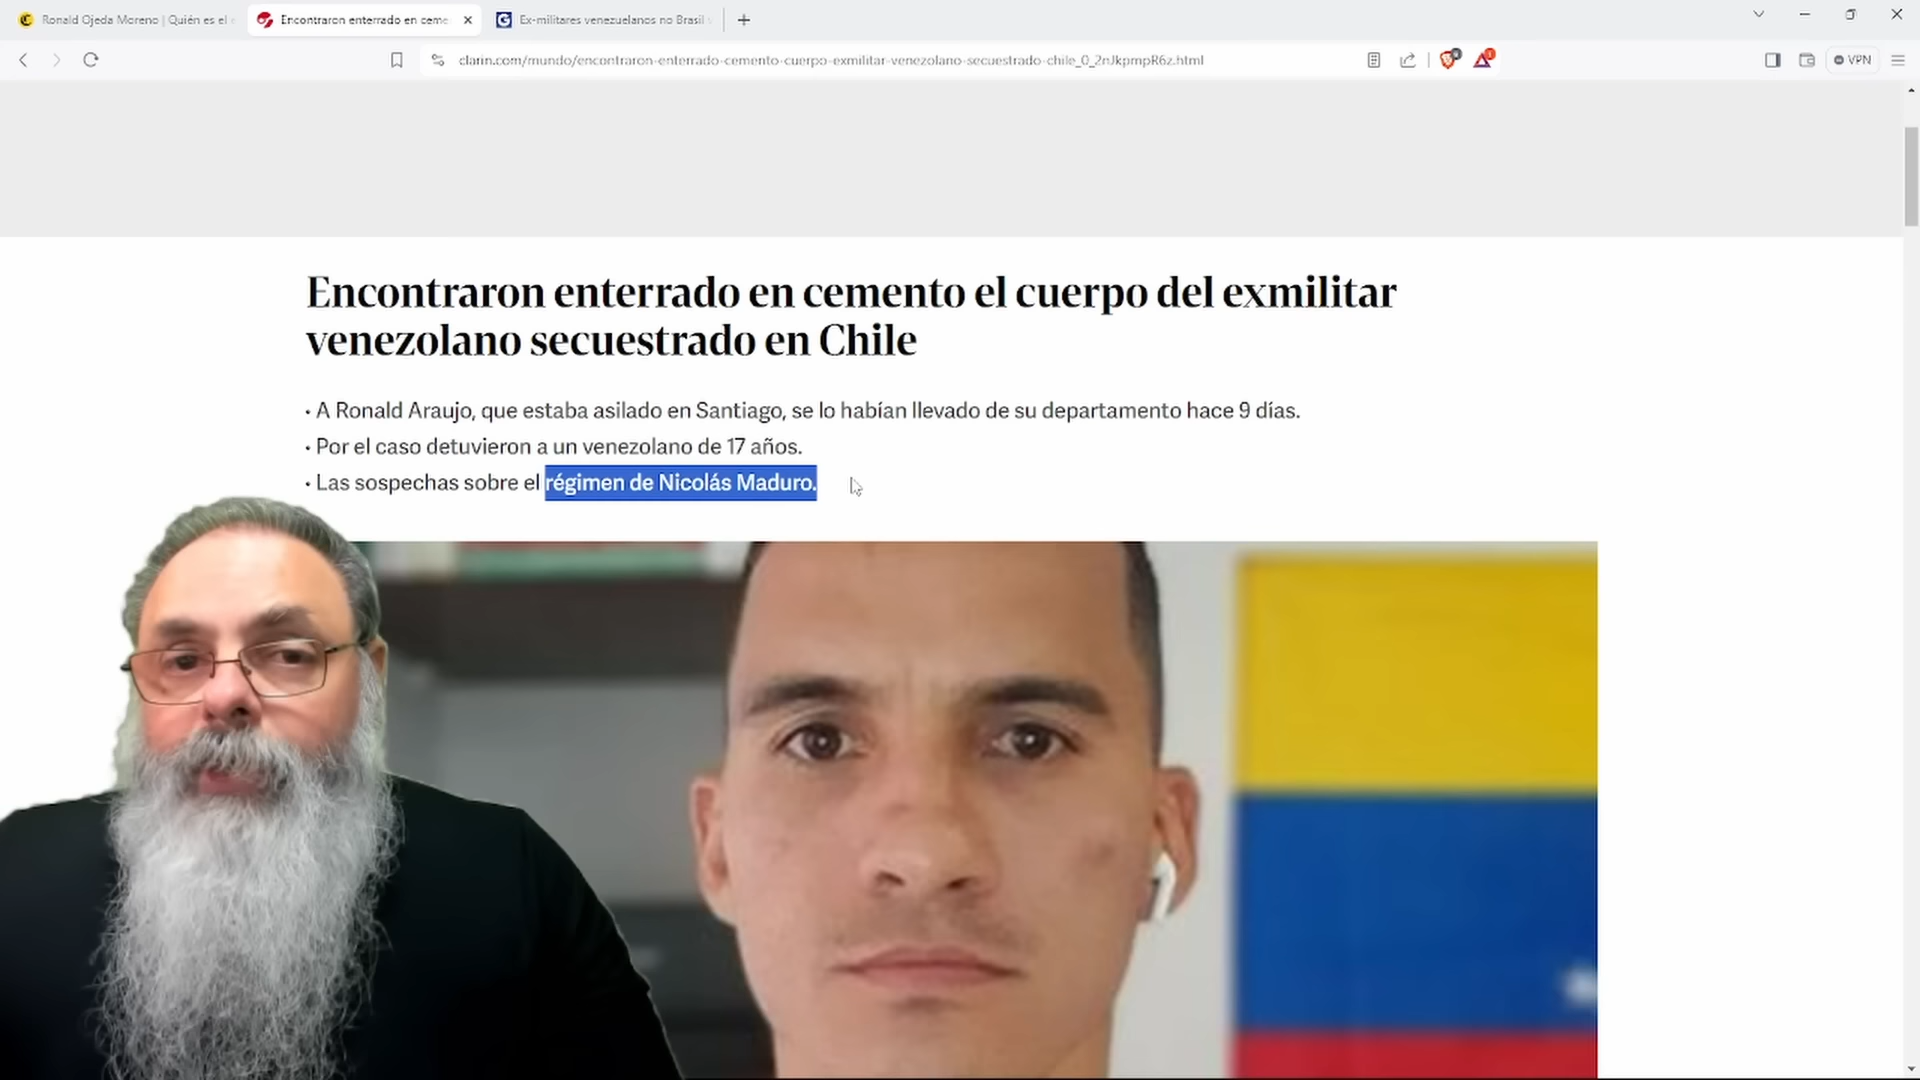 Ronald Ojeda Moreno | Quién es el
Encontraron enterrado en ceme
Ex-militares venezuelanos no Brasil
clarin.com/mundo/encontraron-enterrado-cemento-cuerpo-exmilitar-venezolano-secuestrado-chile_0_2nJkpmpR6z.html
VPN
Encontraron enterrado en cemento el cuerpo del exmilitar
venezolano secuestrado en Chile
• A Ronald Araujo, que estaba asilado en Santiago, se lo habían llevado de su departamento hace 9 días.
• Por el caso detuvieron a un venezolano de 17 años.
• Las sospechas sobre el régimen de Nicolás Maduro.